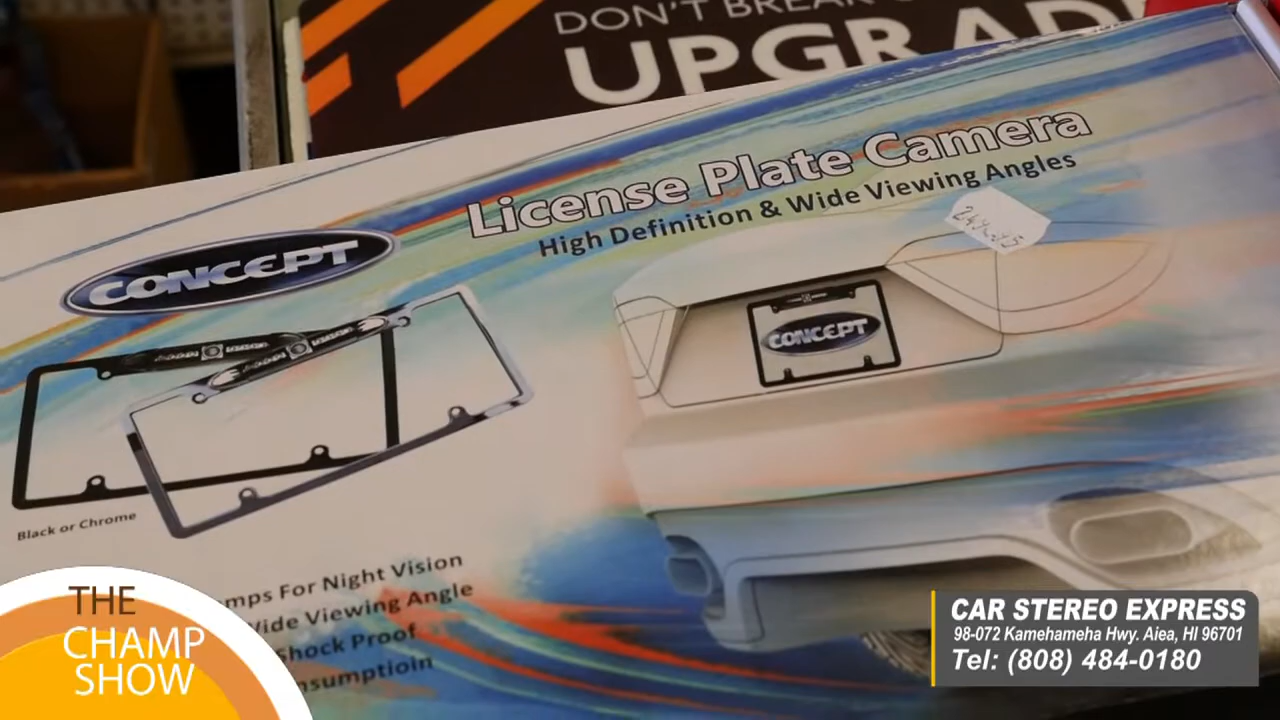 DON'T BREAK
UPGRADE
License Plate Camera
High Definition & Wide Viewing Angles
CONCEPT
CONCEPT
Black or Chrome
mps For Night Vision
Wide Viewing Angle
Shock Proof
nsumptioin
THE
CHAMP
SHOW
CAR STEREO EXPRESS
98-072 Kamehameha Hwy. Aiea, HI 96701
Tel: (808) 484-0180